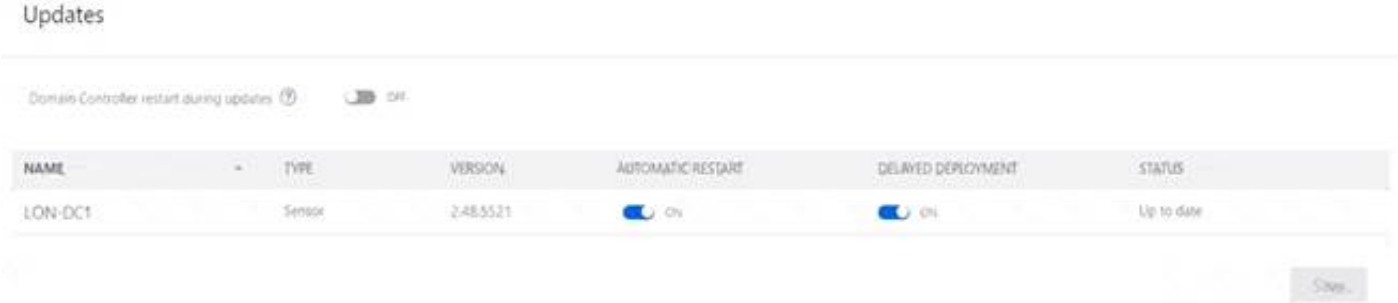 Updates
Domain Controller restart during updates ? OFF
NAME TYPE VERSION AUTOMATIC RESTART DELAYED DEPLOYMENT STATUS
LON-DC1 Sensor 2.48.5521 ON ON Up to date
Save